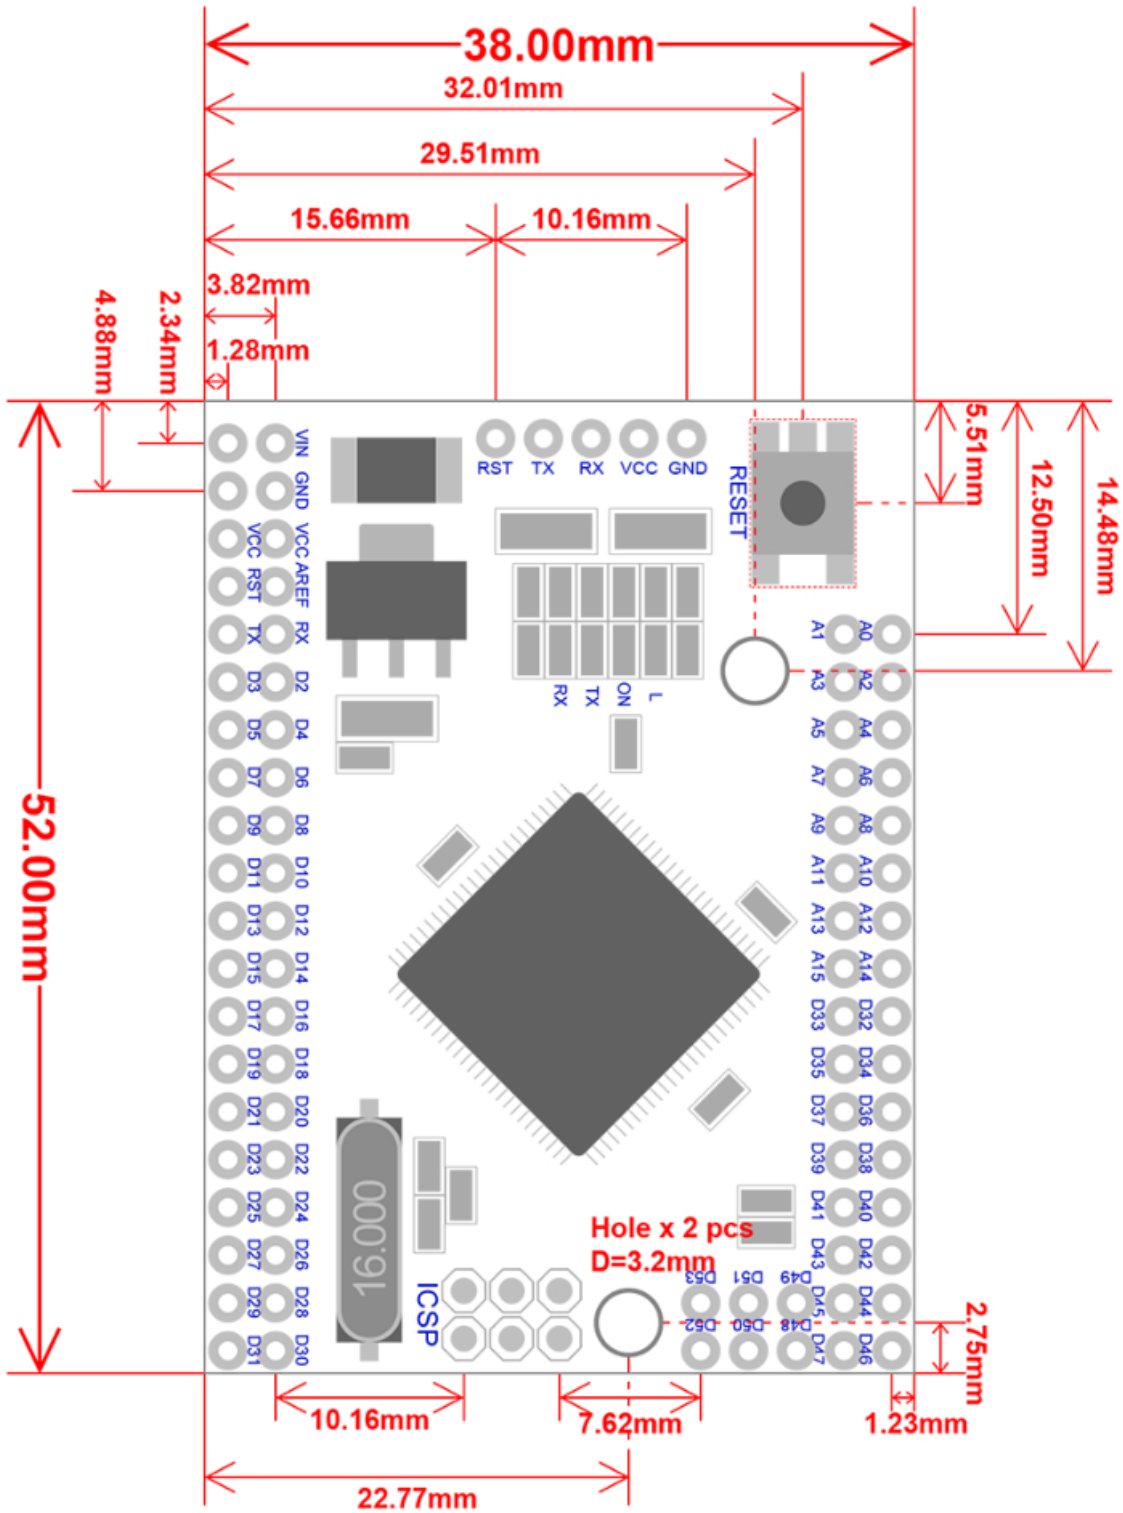 38.00mm
32.01mm
29.51mm
15.66mm
10.16mm
3.82mm
1.28mm
4.88mm
2.34mm
5.51mm
12.50mm
14.48mm
52.00mm
RST TX RX VCC GND
RESET
VIN
GND
VCC VCC
RST AREF
TX RX
D3 D2
D5 D4
D7 D6
D9 D8
D11 D10
D13 D12
D15 D14
D17 D16
D19 D18
D21 D20
D23 D22
D25 D24
D27 D26
D29 D28
D31 D30
RX TX ON L
A1 A0
A3 A2
A5 A4
A7 A6
A9 A8
A11 A10
A13 A12
A15 A14
D33 D32
D35 D34
D37 D36
D39 D38
D41 D40
D43 D42
D45 D44
D47 D46
16.000
ICSP
Hole x 2 pcs
D=3.2mm
D53 D51 D49
D52 D50 D48
2.75mm
10.16mm
7.62mm
1.23mm
22.77mm